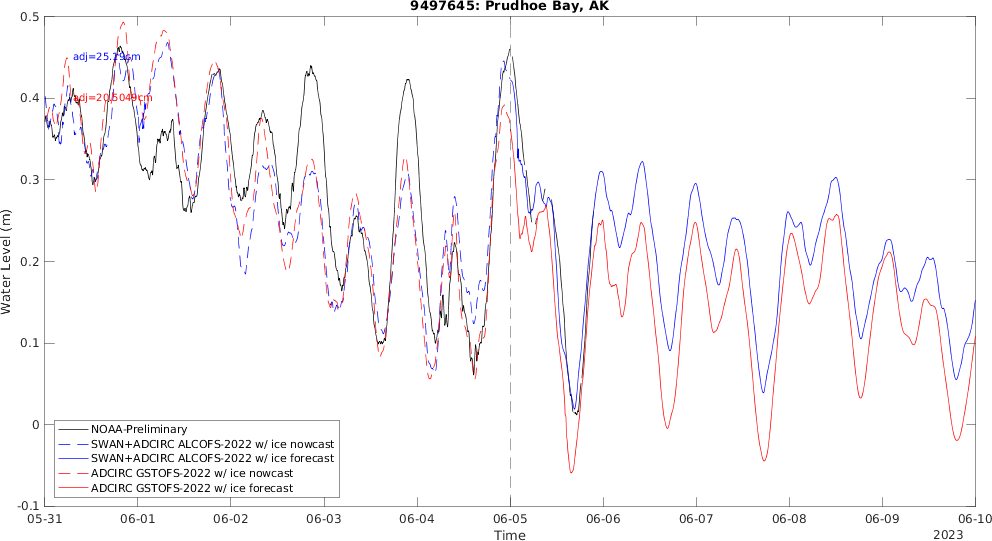 9497645: Prudhoe Bay, AK
0.5
0.4
0.3
0.2
0.1
0
-0.1
Water Level (m)
adj=25.19cm
adj=20.5049cm
NOAA-Preliminary
SWAN+ADCIRC ALCOFS-2022 w/ ice nowcast
SWAN+ADCIRC ALCOFS-2022 w/ ice forecast
ADCIRC GSTOFS-2022 w/ ice nowcast
ADCIRC GSTOFS-2022 w/ ice forecast
05-31 06-01 06-02 06-03 06-04 06-05 06-06 06-07 06-08 06-09 06-10
Time
2023